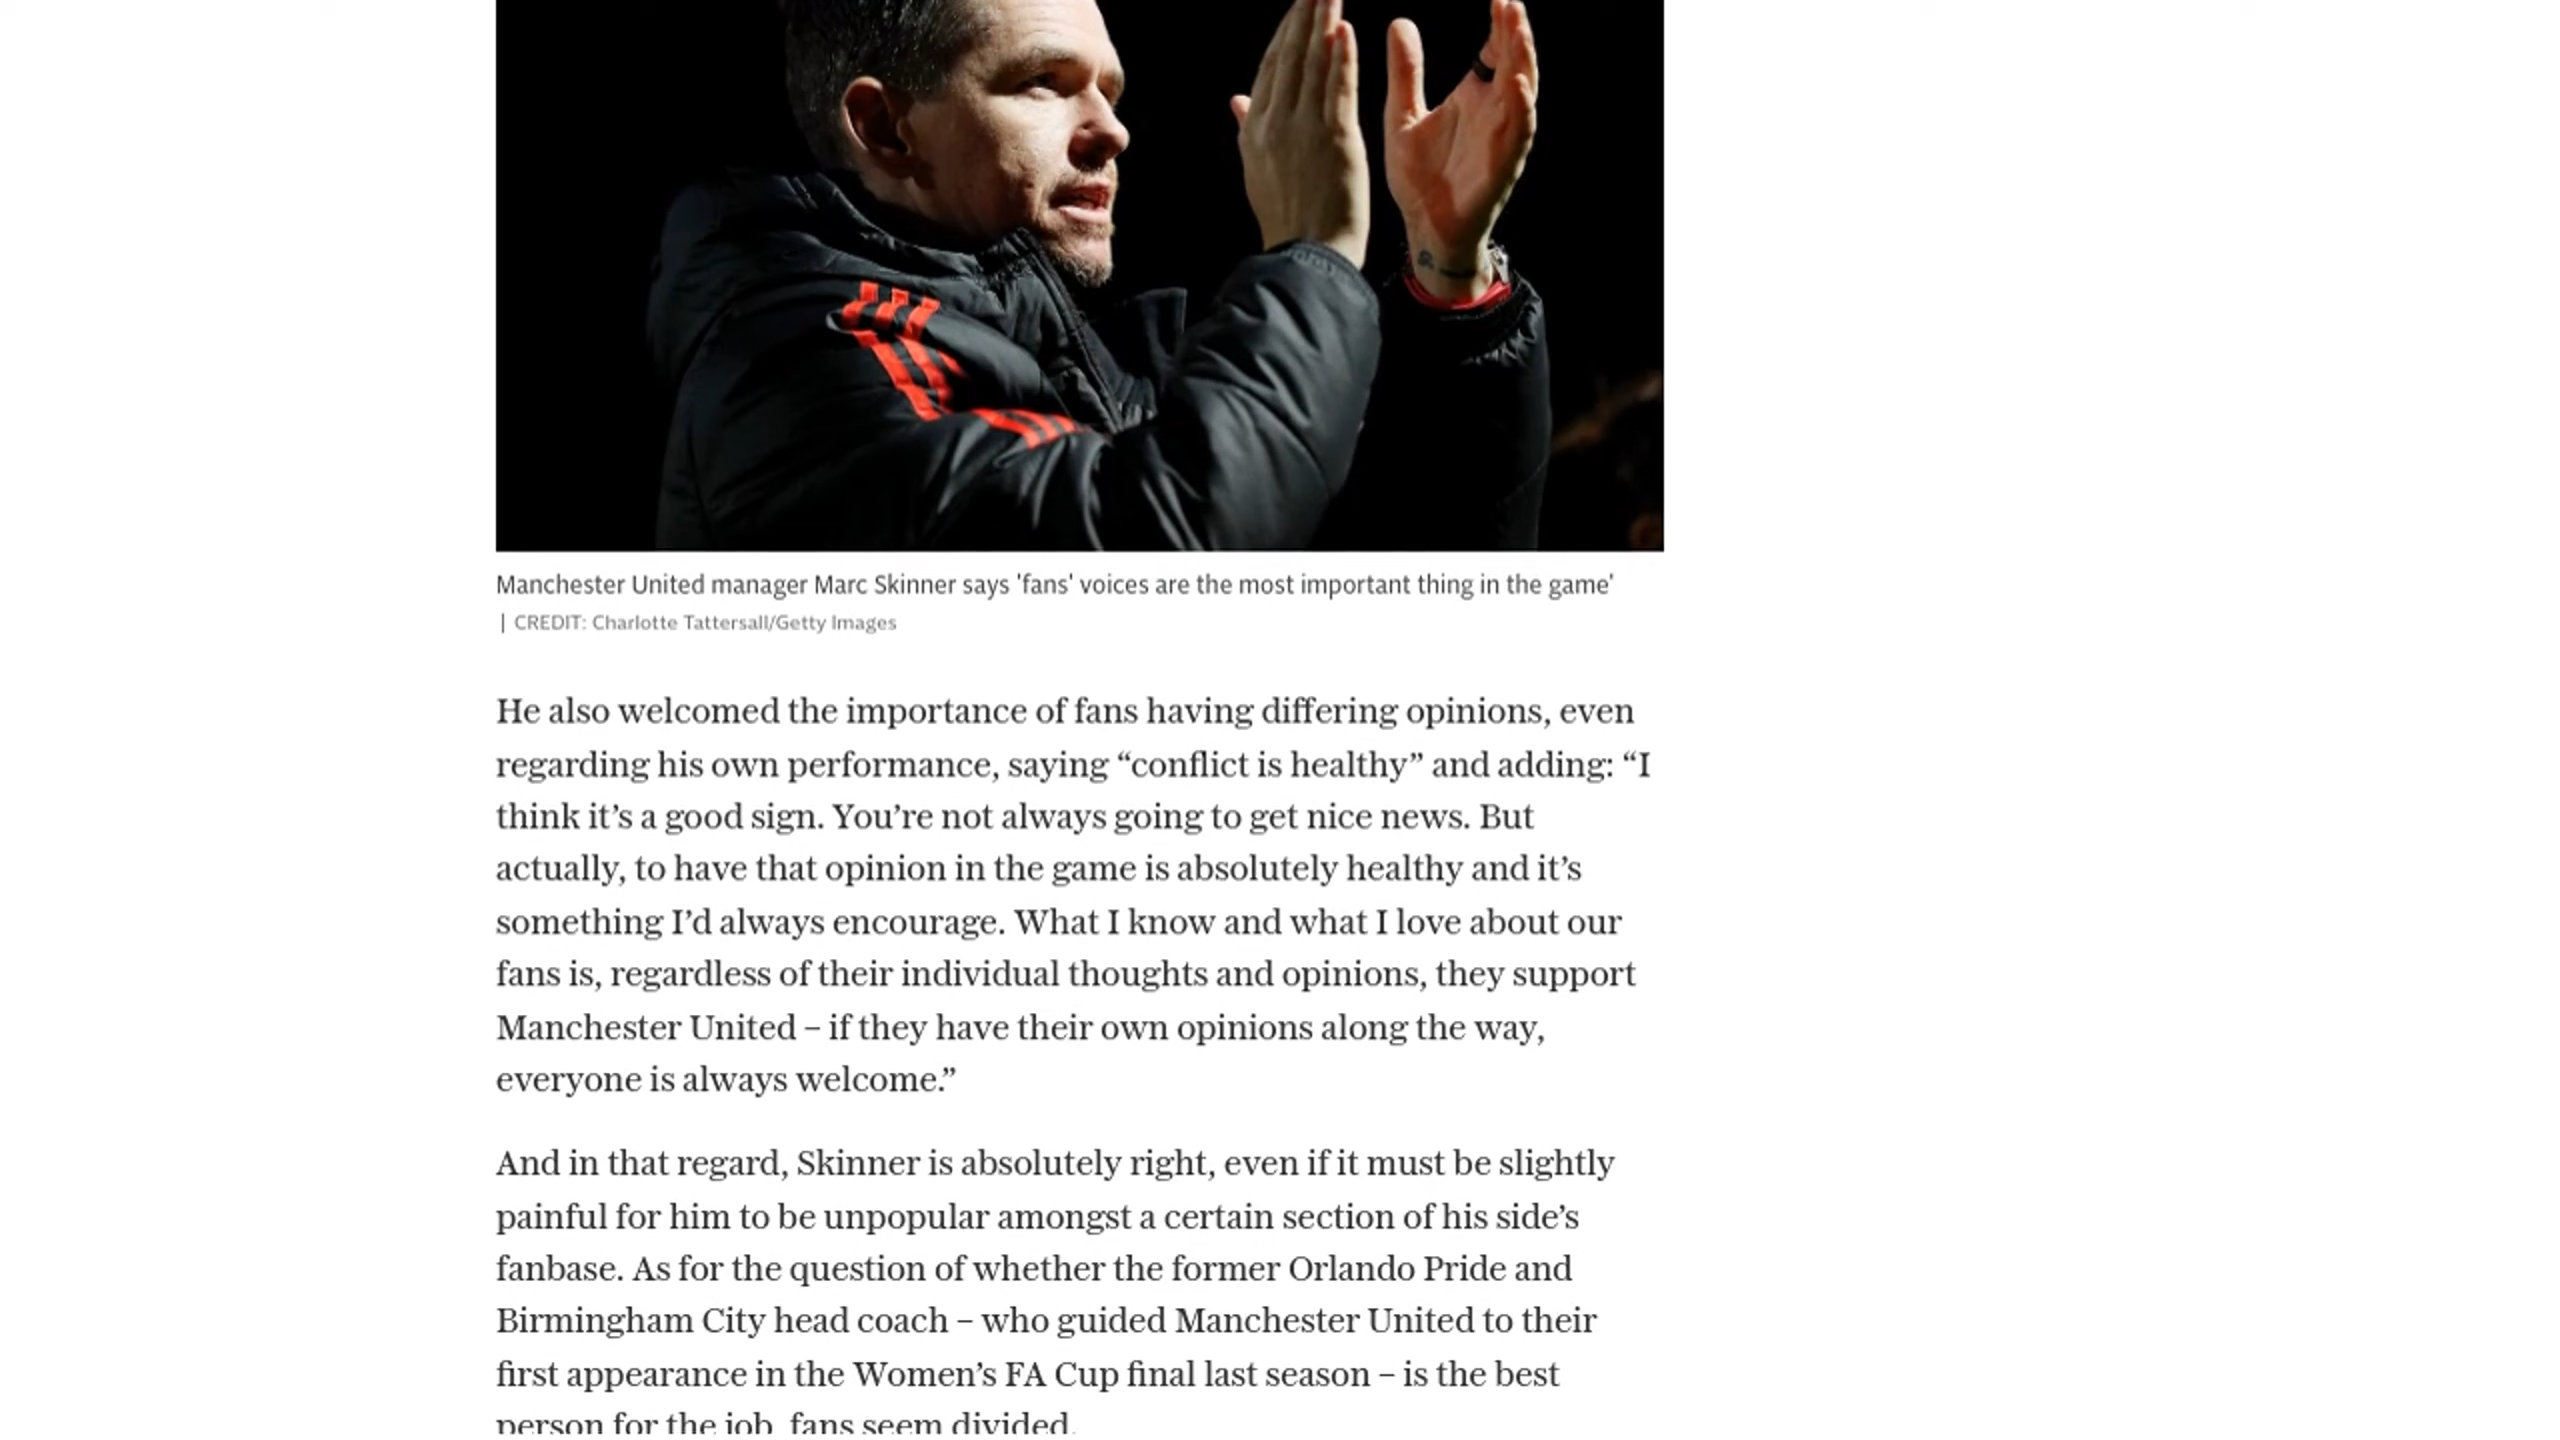 Manchester United manager Marc Skinner says 'fans' voices are the most important thing in the game'
| CREDIT: Charlotte Tattersall/Getty Images
He also welcomed the importance of fans having differing opinions, even
regarding his own performance, saying “conflict is healthy” and adding: “I
think it’s a good sign. You’re not always going to get nice news. But
actually, to have that opinion in the game is absolutely healthy and it’s
something I’d always encourage. What I know and what I love about our
fans is, regardless of their individual thoughts and opinions, they support
Manchester United – if they have their own opinions along the way,
everyone is always welcome.”
And in that regard, Skinner is absolutely right, even if it must be slightly
painful for him to be unpopular amongst a certain section of his side’s
fanbase. As for the question of whether the former Orlando Pride and
Birmingham City head coach – who guided Manchester United to their
first appearance in the Women’s FA Cup final last season – is the best
person for the job, fans seem divided.